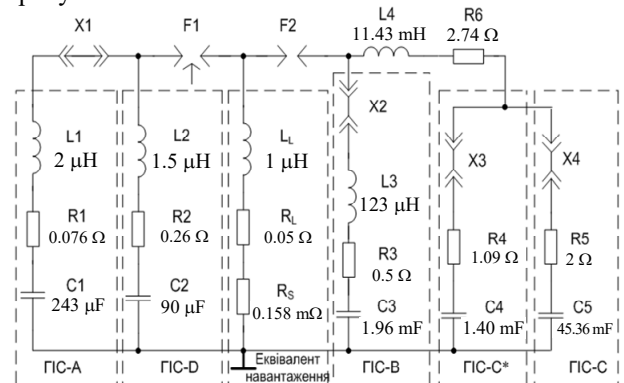 X1 F1 F2 L4 R6
11.43 mH 2.74 Ω
X2
L1 L2 L_L X3 X4
2 μH 1.5 μH 1 μH L3
123 μH
R1 R2 R_L
0.076 Ω 0.26 Ω 0.05 Ω R3 R4 R5
0.5 Ω 1.09 Ω 2 Ω
C1 C2 R_S C3 C4 C5
243 μF 90 μF 0.158 mΩ 1.96 mF 1.40 mF 45.36 mF
Еквівалент
ГІС-A ГІС-D навантаження ГІС-B ГІС-C* ГІС-C